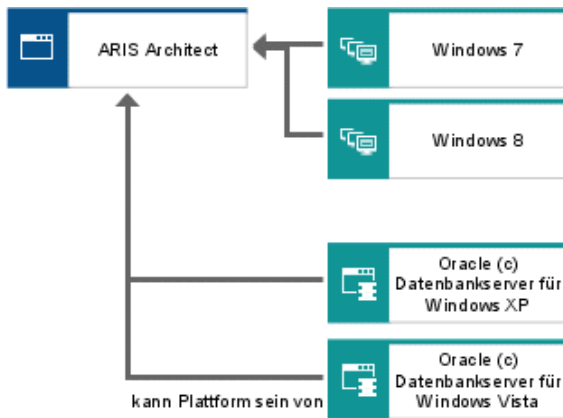 ARIS Architect
Windows 7
Windows 8
Oracle (c)
Datenbankserver für
Windows XP
Oracle (c)
Datenbankserver für
Windows Vista
kann Plattform sein von